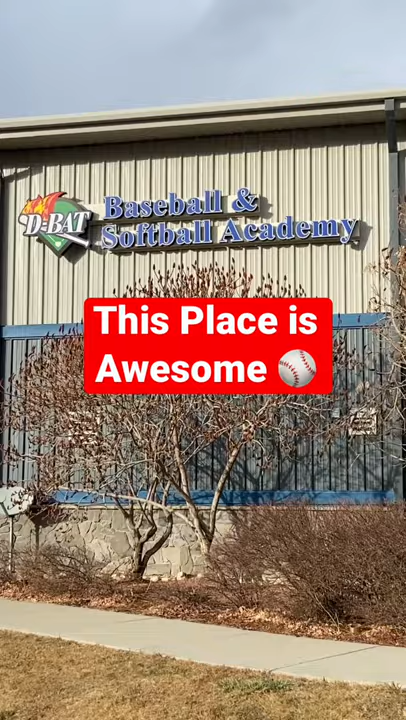 D-BAT
Baseball &
Softball Academy
This Place is
Awesome ⚾